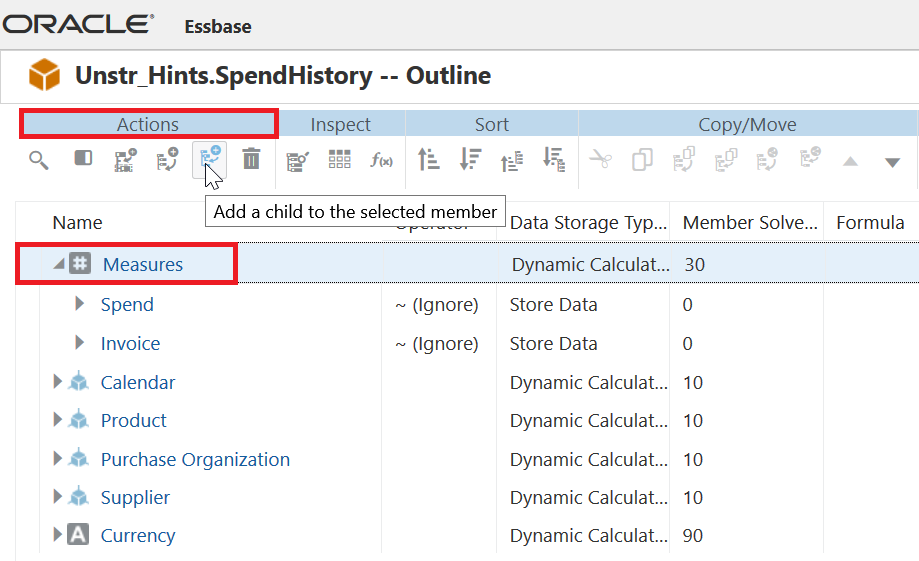 ORACLE® Essbase
Unstr_Hints.SpendHistory -- Outline
Actions Inspect Sort Copy/Move
f(x)
Add a child to the selected member
Name Data Storage Typ... Member Solve... Formula
Measures Dynamic Calculat... 30
Spend ~ (Ignore) Store Data 0
Invoice ~ (Ignore) Store Data 0
Calendar Dynamic Calculat... 10
Product Dynamic Calculat... 10
Purchase Organization Dynamic Calculat... 10
Supplier Dynamic Calculat... 10
A Currency Dynamic Calculat... 90